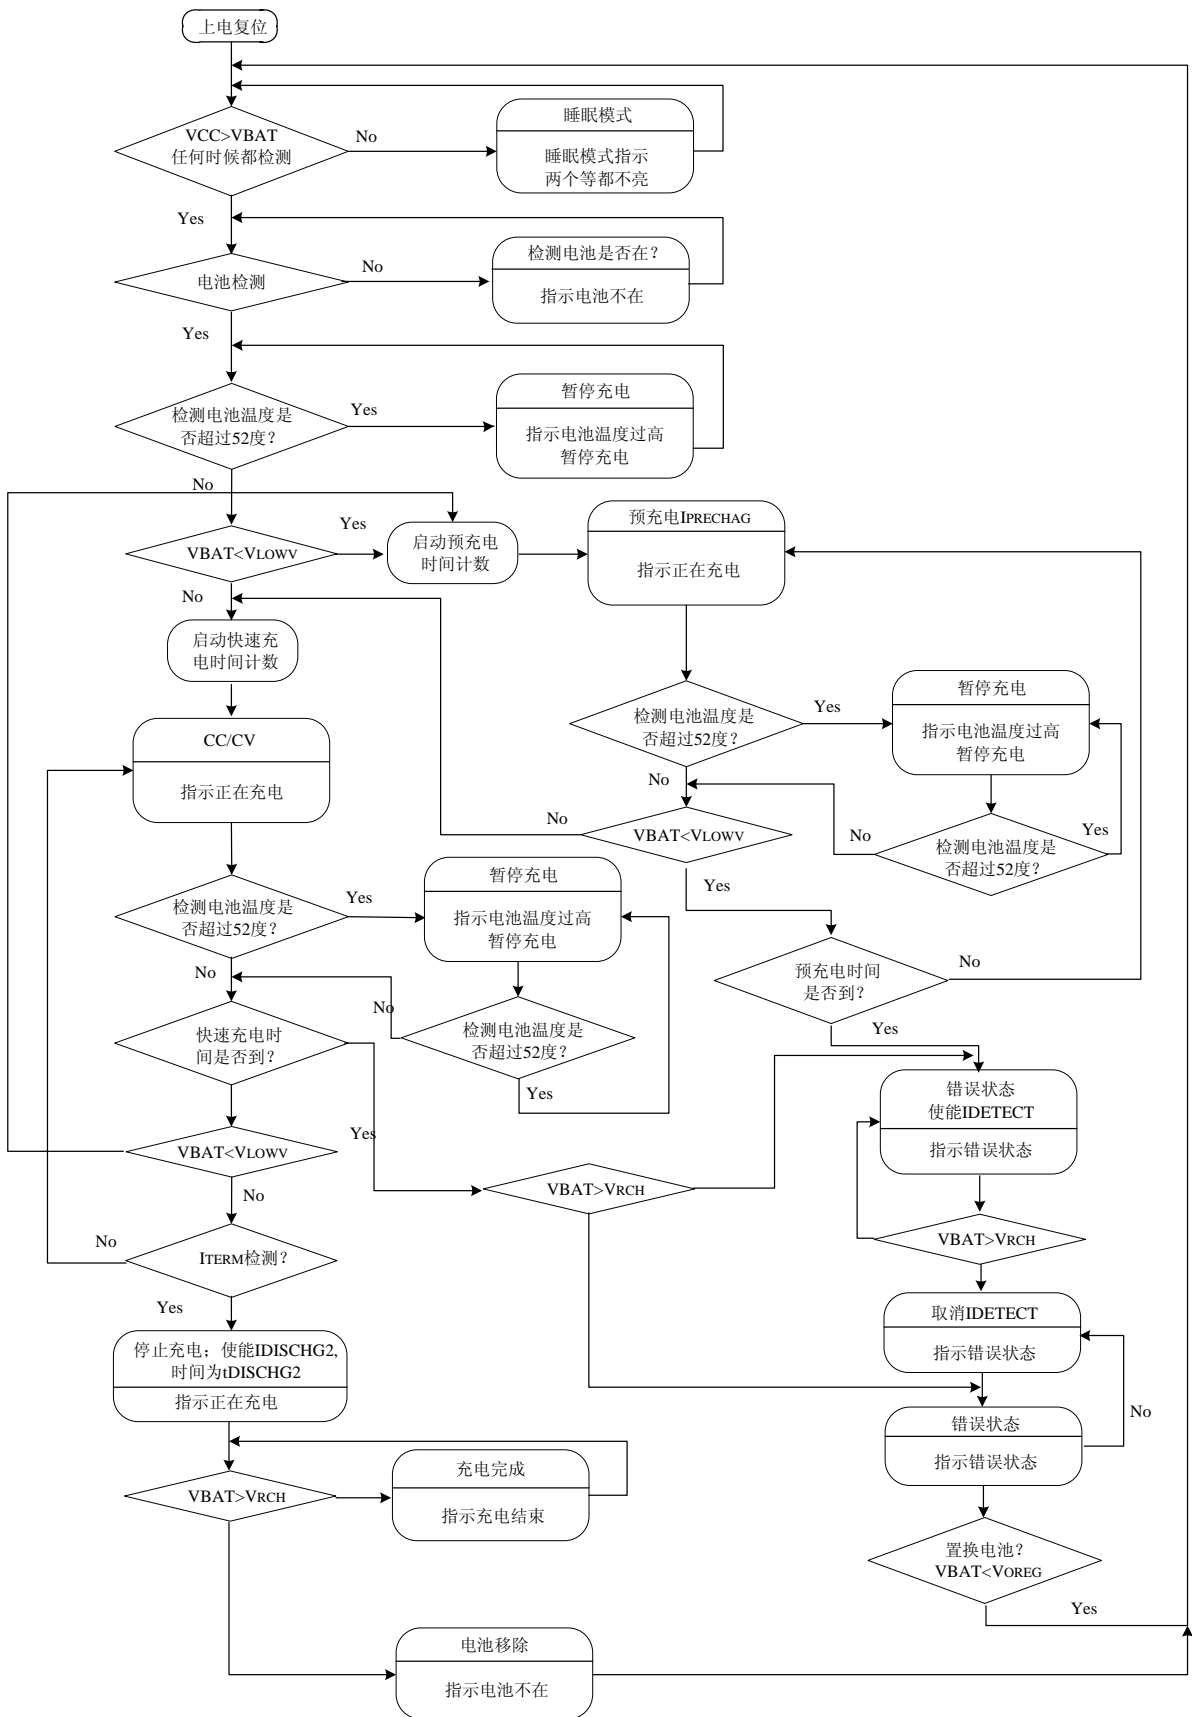 上电复位
VCC>VBAT
任何时候都检测
No
睡眠模式
睡眠模式指示
两个等都不亮
Yes
电池检测
No
检测电池是否在？
指示电池不在
Yes
检测电池温度是
否超过52度？
Yes
暂停充电
指示电池温度过高
暂停充电
No
VBAT<VLOWV
Yes
启动预充电
时间计数
预充电IPRECHAG
指示正在充电
No
启动快速充
电时间计数
检测电池温度是
否超过52度？
Yes
暂停充电
指示电池温度过高
暂停充电
CC/CV
指示正在充电
No
No
VBAT<VLOWV
No
检测电池温度是
否超过52度？
Yes
Yes
检测电池温度是
否超过52度？
Yes
暂停充电
指示电池温度过高
暂停充电
预充电时间
是否到？
No
No
No
检测电池温度是
否超过52度？
Yes
快速充电时
间是否到？
Yes
Yes
错误状态
使能IDETECT
指示错误状态
VBAT<VLOWV
VBAT>VRCH
No
VBAT>VRCH
No
ITERM检测？
Yes
取消IDETECT
指示错误状态
停止充电；使能IDISCHG2,
时间为tDISCHG2
指示正在充电
No
错误状态
指示错误状态
VBAT>VRCH
充电完成
指示充电结束
置换电池？
VBAT<VOREG
Yes
电池移除
指示电池不在